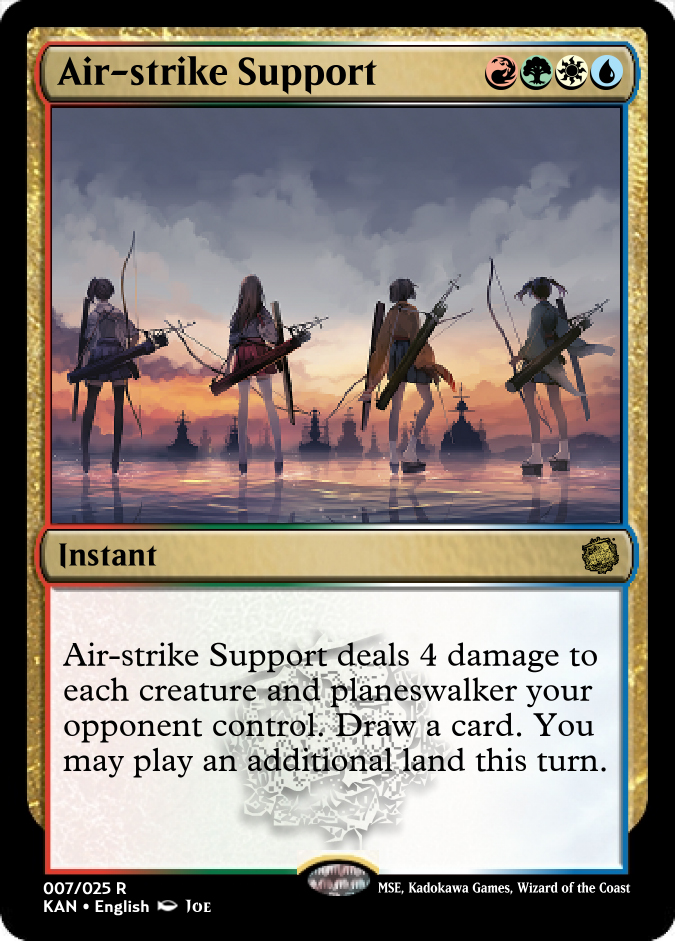 Air-strike Support
Instant
Air-strike Support deals 4 damage to
each creature and planeswalker your
opponent control. Draw a card. You
may play an additional land this turn.
007/025 R
KAN • English Joe
MSE, Kadokawa Games, Wizard of the Coast